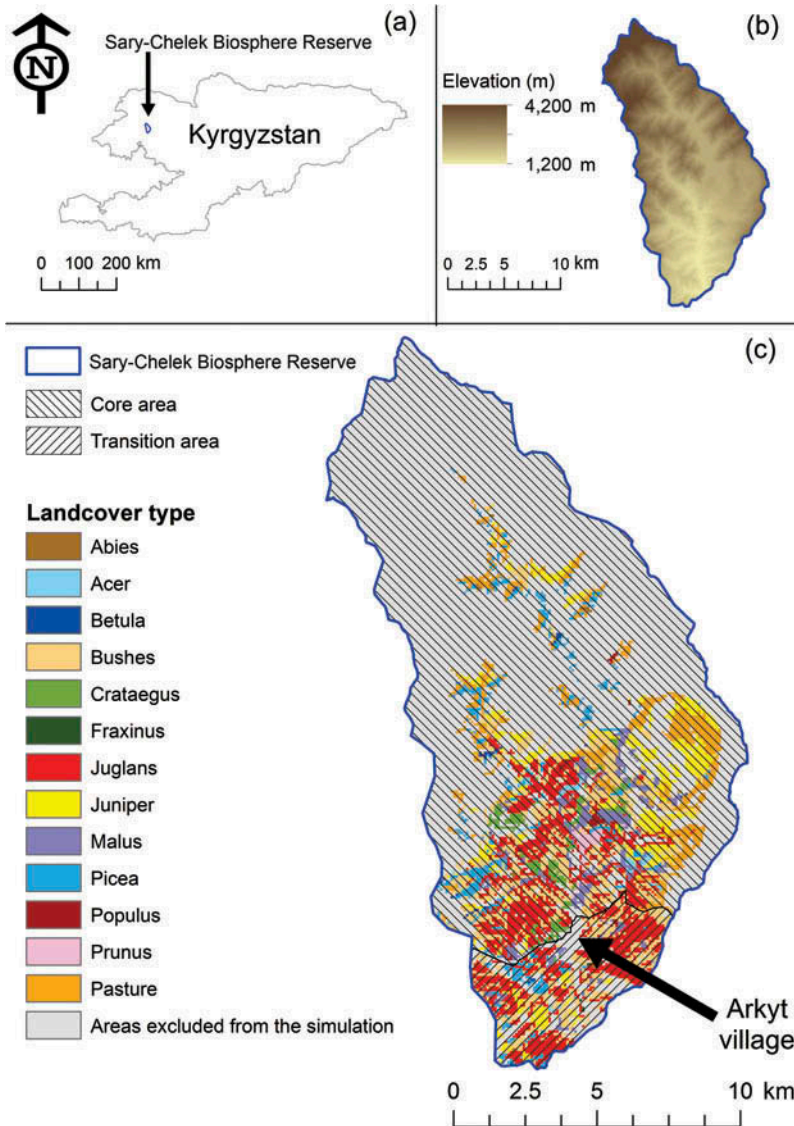 (a)
N
Sary-Chelek Biosphere Reserve
Kyrgyzstan
0 100 200 km
(b)
Elevation (m)
4,200 m
1,200 m
0 2.5 5 10 km
(c)
Sary-Chelek Biosphere Reserve
Core area
Transition area
Landcover type
Abies
Acer
Betula
Bushes
Crataegus
Fraxinus
Juglans
Juniper
Malus
Picea
Populus
Prunus
Pasture
Areas excluded from the simulation
Arkyt
village
0 2.5 5 10 km